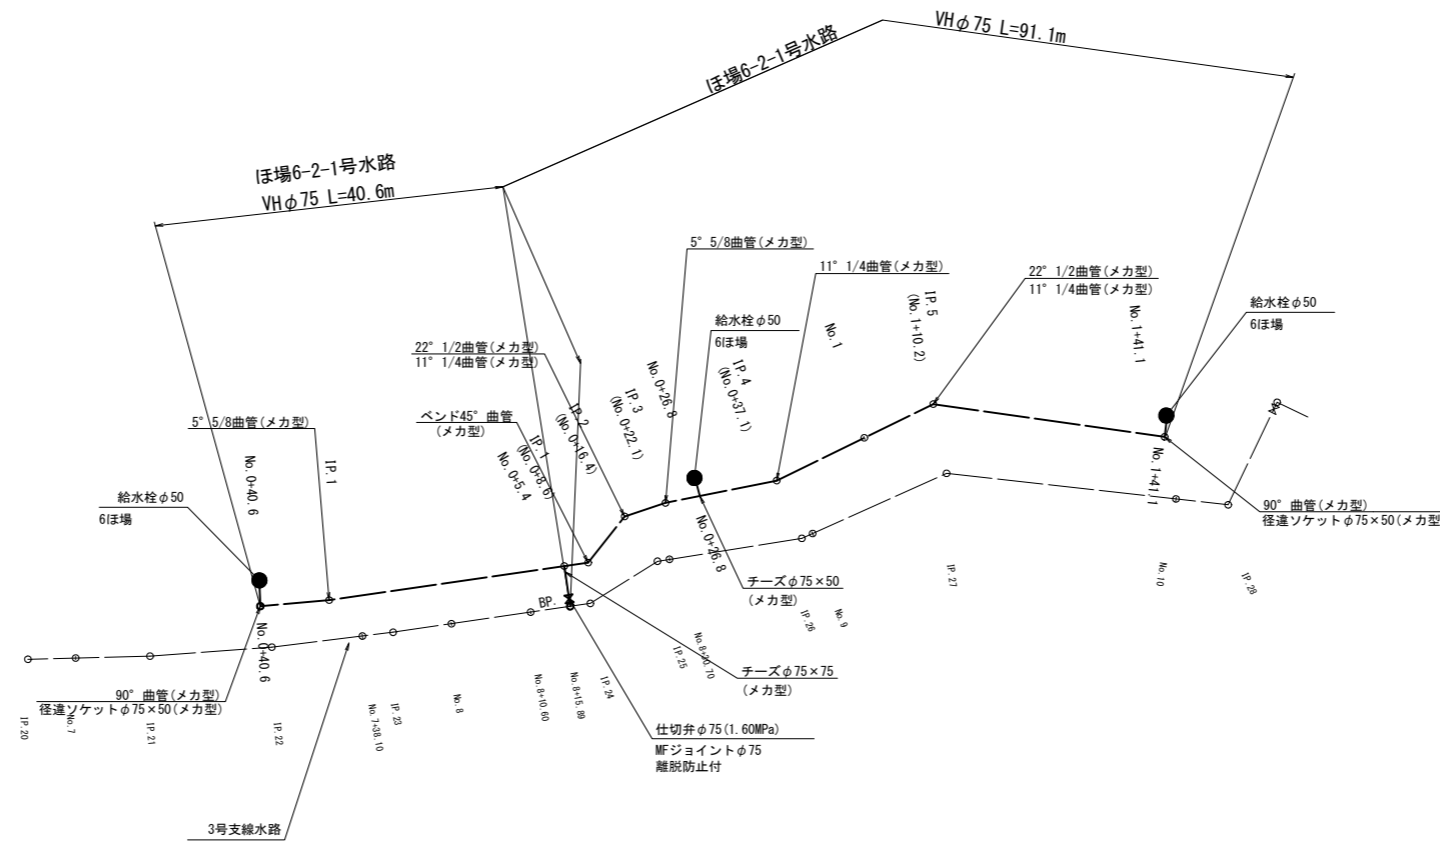 VHφ75 L=91.1m
ほ場6-2-1号水路
ほ場6-2-1号水路
VHφ75 L=40.6m
5° 5/8曲管(メカ型)
11° 1/4曲管(メカ型)
22° 1/2曲管(メカ型)
11° 1/4曲管(メカ型)
IP.5
(No.1+10.2)
No.1+41.1
給水栓φ50
6ほ場
給水栓φ50
6ほ場
No.1
22° 1/2曲管(メカ型)
11° 1/4曲管(メカ型)
IP.4
(No.0+37.1)
No.0+26.8
IP.3
(No.0+22.1)
IP.2
(No.0+16.4)
ベンド45° 曲管
(メカ型)
IP.1
(No.0+8.6)
No.0+5.4
5° 5/8曲管(メカ型)
IP.1
No.0+40.6
給水栓φ50
6ほ場
No.1+41.1
90° 曲管(メカ型)
径違ソケットφ75×50(メカ型
No.0+26.8
チーズφ75×50
(メカ型)
BP.
No.0+40.6
90° 曲管(メカ型)
径違ソケットφ75×50(メカ型)
チーズφ75×75
(メカ型)
仕切弁φ75(1.60MPa)
MFジョイントφ75
離脱防止付
IP.20
No.7
IP.21
IP.22
No.7+38.10
IP.23
No.8
No.8+10.60
No.8+15.89
IP.24
IP.25
No.8+30.70
IP.26
No.9
IP.27
No.10
IP.28
3号支線水路